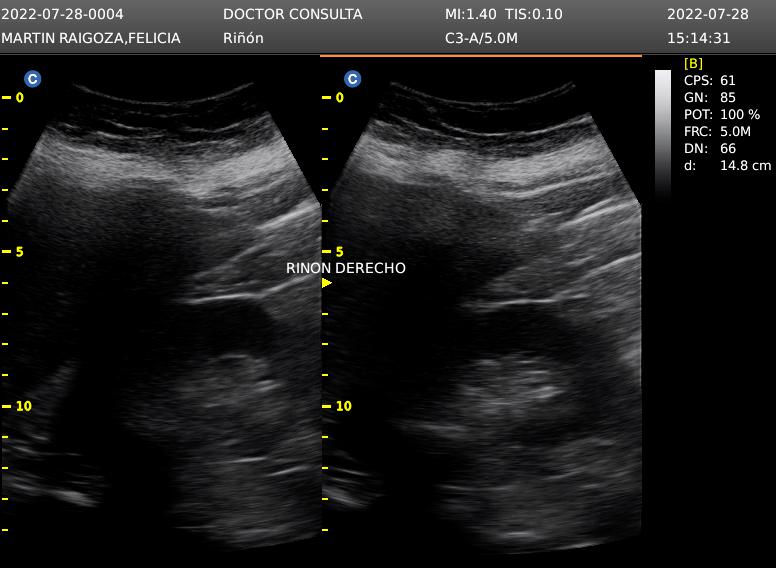 2022-07-28-0004 DOCTOR CONSULTA MI:1.40 TIS:0.10 2022-07-28
MARTIN RAIGOZA,FELICIA Riñón C3-A/5.0M 15:14:31
C C [B]
0 0 CPS: 61
GN: 85
POT: 100 %
FRC: 5.0M
DN: 66
d: 14.8 cm
5 5
RINON DERECHO
10 10